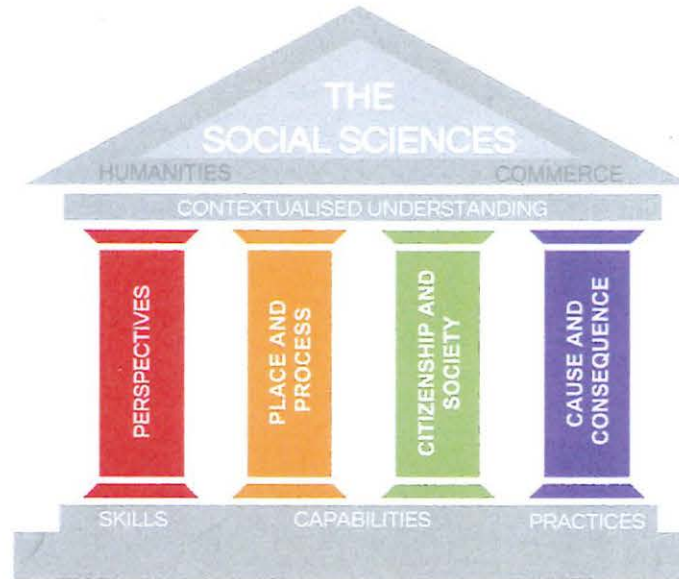 THE
SOCIAL SCIENCES
HUMANITIES
COMMERCE
CONTEXTUALISED UNDERSTANDING
PERSPECTIVES
PLACE AND
PROCESS
CITIZENSHIP AND
SOCIETY
CAUSE AND
CONSEQUENCE
SKILLS
CAPABILITIES
PRACTICES